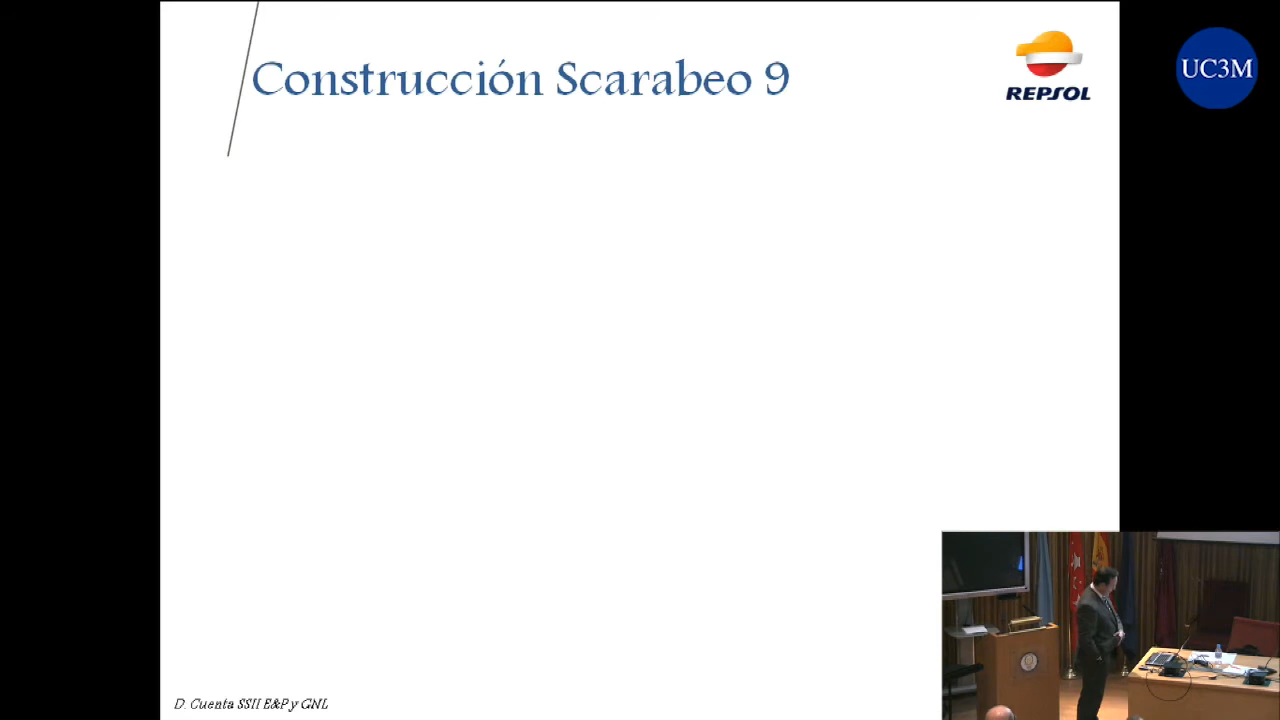 Construcción Scarabeo 9
REPSOL
UC3M
D. Cuenta SSII E&P y GNL